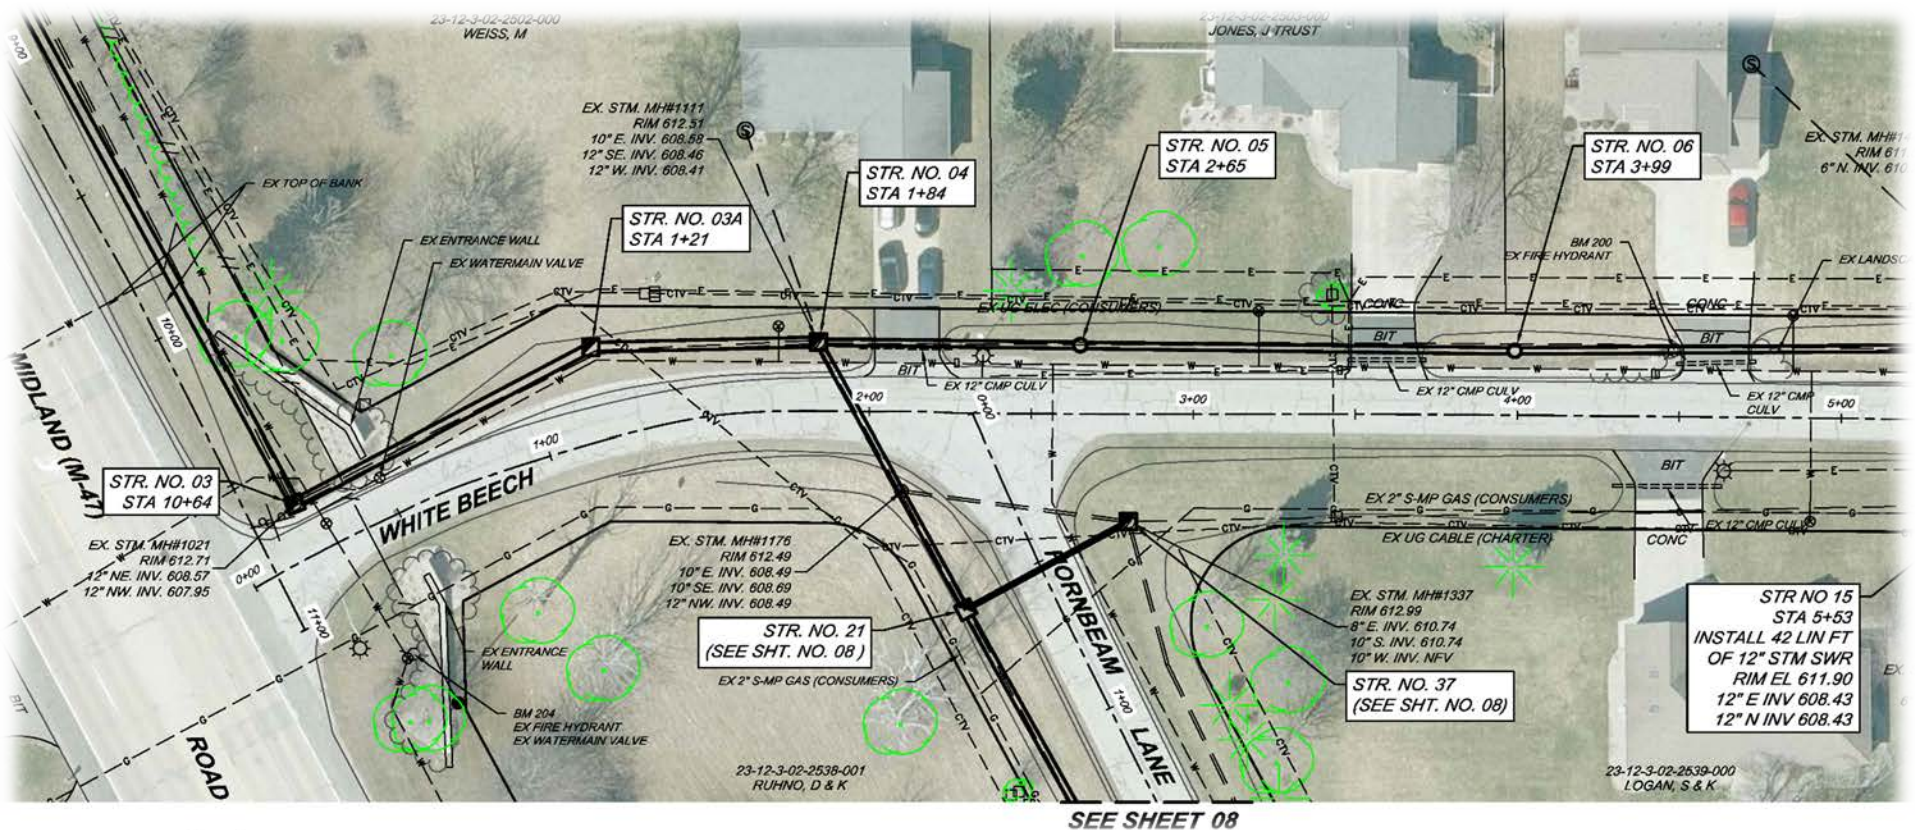 23-12-3-02-2502-000
WEISS, M
23-12-3-02-2503-000
JONES, J TRUST
9+00
EX. STM. MH#1111
RIM 612.51
10" E. INV. 608.58
12" SE. INV. 608.46
12" W. INV. 608.41
STR. NO. 04
STA 1+84
STR. NO. 05
STA 2+65
STR. NO. 06
STA 3+99
EX. STM. MH#1
RIM 611
6" N. INV. 610
EX TOP OF BANK
STR. NO. 03A
STA 1+21
EX ENTRANCE WALL
EX WATERMAIN VALVE
BM 200
EX FIRE HYDRANT
EX LANDSC
EX UG ELEC (CONSUMERS)
CONC
CONC
10+00
BIT
BIT
BIT
EX 12" CMP CULV
EX 12" CMP CULV
EX 12" CMP
CULV
MIDLAND (M-47)
ROAD
0+00
1+00
2+00
0+00
3+00
4+00
5+00
STR. NO. 03
STA 10+64
WHITE BEECH
BIT
EX 2" S-MP GAS (CONSUMERS)
EX 12" CMP CULV
EX UG CABLE (CHARTER)
CONC
EX. STM. MH#1021
RIM 612.71
12" NE. INV. 608.57
12" NW. INV. 607.95
EX. STM. MH#1176
RIM 612.49
10" E. INV. 608.49
10" SE. INV. 608.69
12" NW. INV. 608.49
HORNBEAM LANE
11+00
1+00
EX. STM. MH#1337
RIM 612.99
8" E. INV. 610.74
10" S. INV. 610.74
10" W. INV. NFV
STR NO 15
STA 5+53
INSTALL 42 LIN FT
OF 12" STM SWR
RIM EL 611.90
12" E INV 608.43
12" N INV 608.43
STR. NO. 21
(SEE SHT. NO. 08 )
EX ENTRANCE
WALL
EX 2" S-MP GAS (CONSUMERS)
STR. NO. 37
(SEE SHT. NO. 08)
EX
BIT
BM 204
EX FIRE HYDRANT
EX WATERMAIN VALVE
23-12-3-02-2538-001
RUHNO, D & K
23-12-3-02-2539-000
LOGAN, S & K
SEE SHEET 08